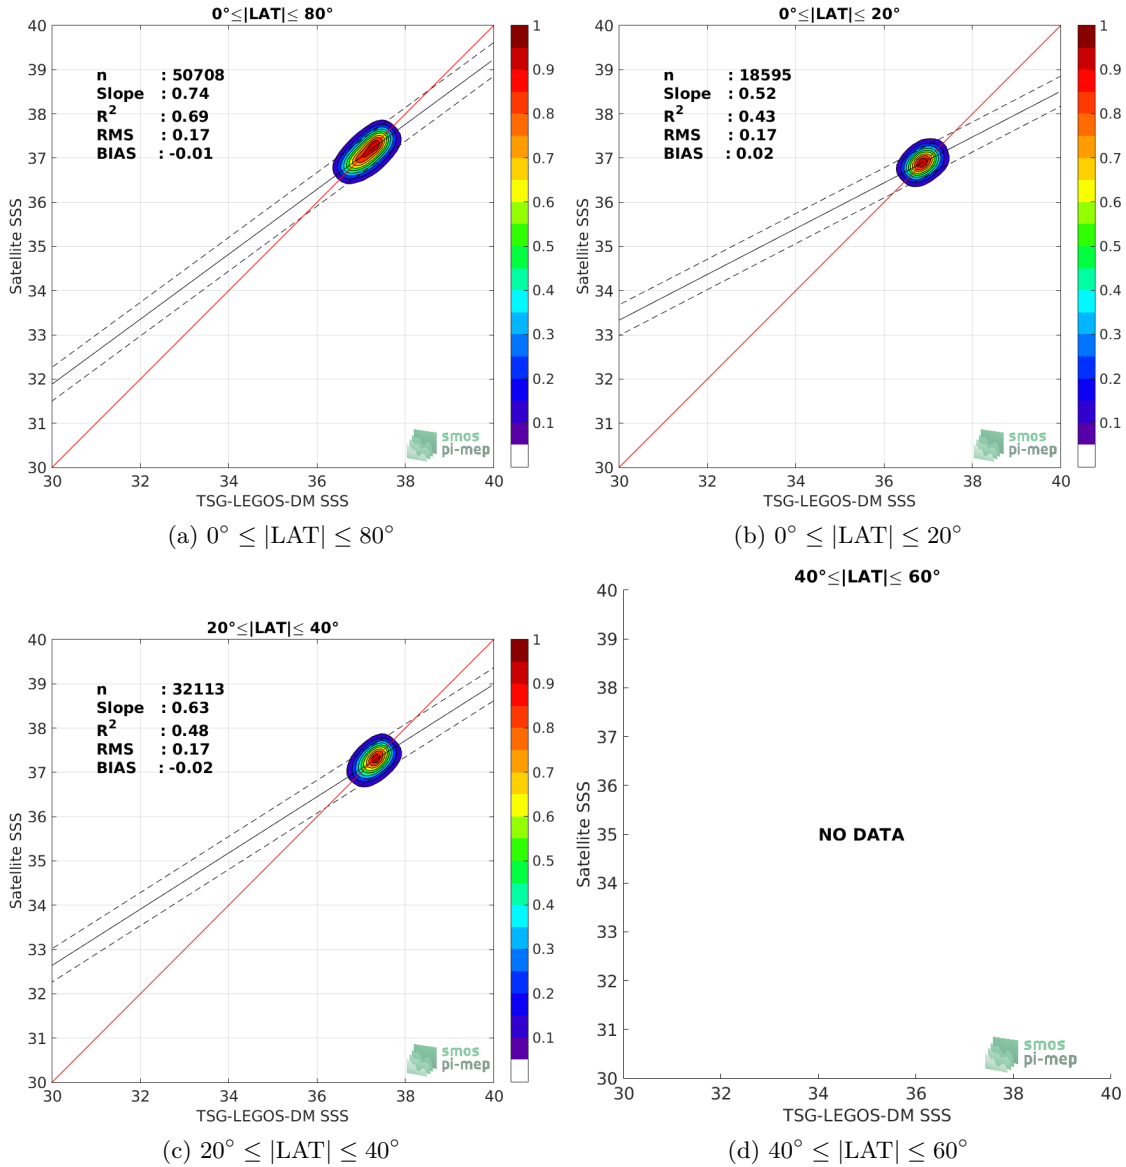 0°≤|LAT|≤ 80°
40
39
38
37
36
35
34
33
32
31
30
Satellite SSS
n : 50708
Slope : 0.74
R2 : 0.69
RMS : 0.17
BIAS : -0.01
smos
pi-mep
30 32 34 36 38 40
TSG-LEGOS-DM SSS
1
0.9
0.8
0.7
0.6
0.5
0.4
0.3
0.2
0.1
(a) 0° ≤ |LAT| ≤ 80°
0°≤|LAT|≤ 20°
40
39
38
37
36
35
34
33
32
31
30
Satellite SSS
n : 18595
Slope : 0.52
R2 : 0.43
RMS : 0.17
BIAS : 0.02
smos
pi-mep
30 32 34 36 38 40
TSG-LEGOS-DM SSS
1
0.9
0.8
0.7
0.6
0.5
0.4
0.3
0.2
0.1
(b) 0° ≤ |LAT| ≤ 20°
20°≤|LAT|≤ 40°
40
39
38
37
36
35
34
33
32
31
30
Satellite SSS
n : 32113
Slope : 0.63
R2 : 0.48
RMS : 0.17
BIAS : -0.02
smos
pi-mep
30 32 34 36 38 40
TSG-LEGOS-DM SSS
1
0.9
0.8
0.7
0.6
0.5
0.4
0.3
0.2
0.1
(c) 20° ≤ |LAT| ≤ 40°
40°≤|LAT|≤ 60°
40
39
38
37
36
35
34
33
32
31
30
Satellite SSS
NO DATA
smos
pi-mep
30 32 34 36 38 40
TSG-LEGOS-DM SSS
(d) 40° ≤ |LAT| ≤ 60°